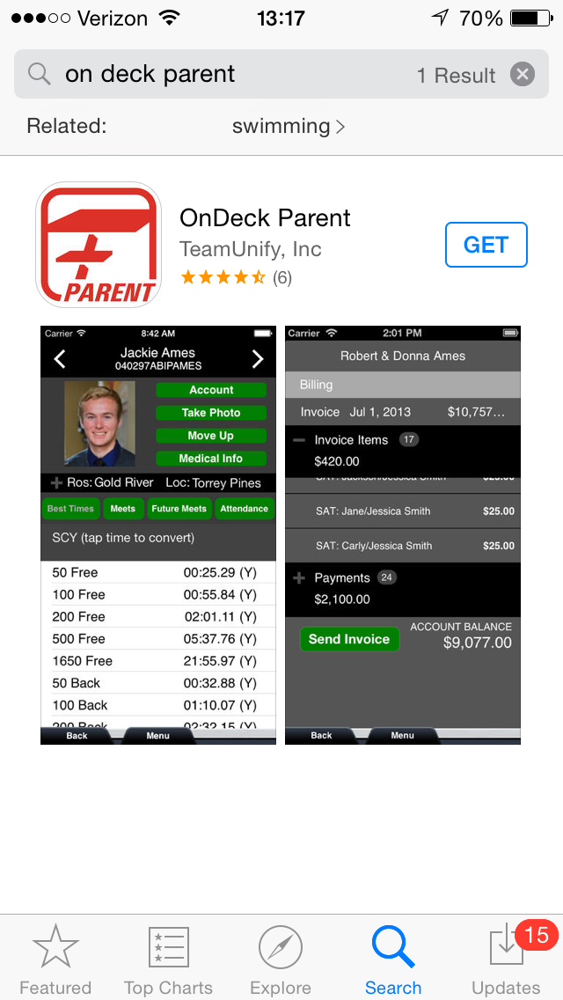 Verizon 13:17 70%
on deck parent 1 Result
Related: swimming >
PARENT
OnDeck Parent
TeamUnify, Inc
(6)
GET
Carrier 8:42 AM
Jackie Ames
040297ABIPAMES
Account
Take Photo
Move Up
Medical Info
Ros: Gold River Loc: Torrey Pines
Best Times Meets Future Meets Attendance
SCY (tap time to convert)
50 Free 00:25.29 (Y)
100 Free 00:55.84 (Y)
200 Free 02:01.11 (Y)
500 Free 05:37.76 (Y)
1650 Free 21:55.97 (Y)
50 Back 00:32.88 (Y)
100 Back 01:10.07 (Y)
200 Back 02:32.15 (Y)
Back Menu
Carrier 2:01 PM
Robert & Donna Ames
Billing
Invoice Jul 1, 2013 $10,757...
Invoice Items 17
$420.00
SAT: Jackson/Jessica Smith $25.00
SAT: Jane/Jessica Smith $25.00
SAT: Carly/Jessica Smith $25.00
Payments 24
$2,100.00
Send Invoice
ACCOUNT BALANCE
$9,077.00
Back Menu
15
Featured Top Charts Explore Search Updates